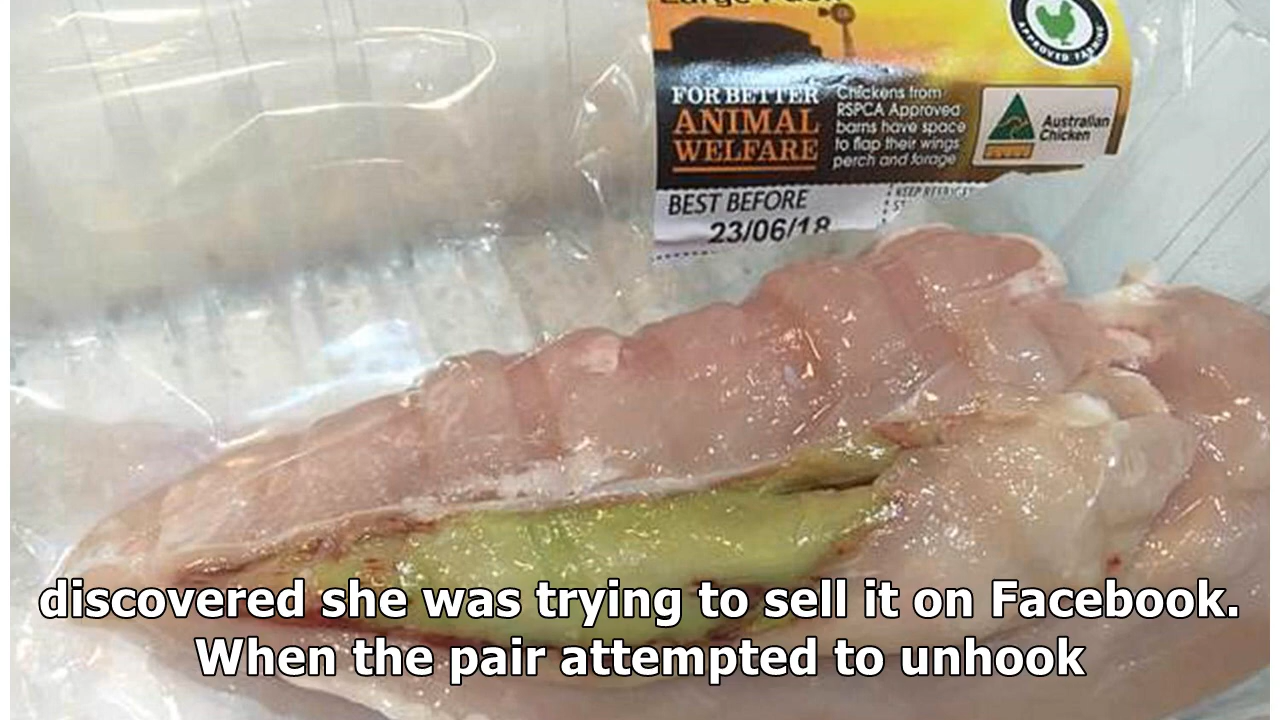 FOR BETTER
ANIMAL
WELFARE
Chickens from
RSPCA Approved
barns have space
to flap their wings
perch and forage
Australian
Chicken
BEST BEFORE
23/06/18
discovered she was trying to sell it on Facebook.
When the pair attempted to unhook